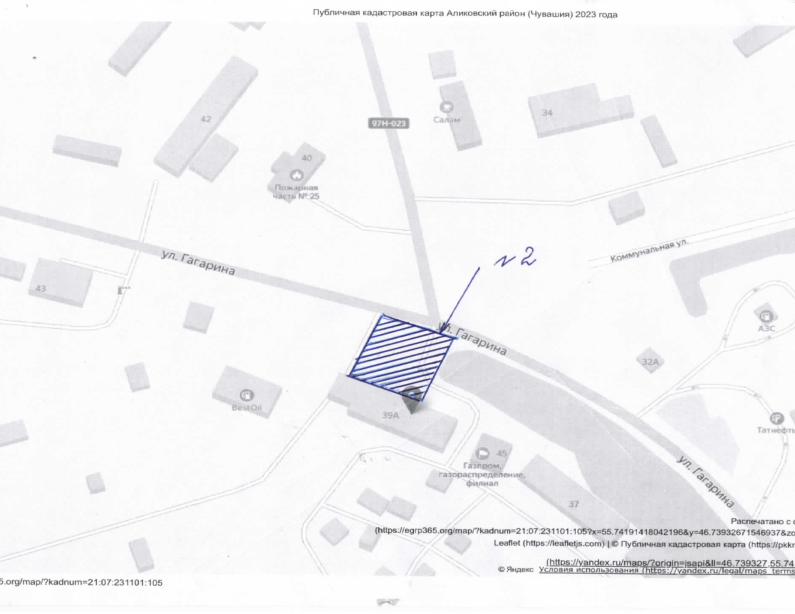 Публичная кадастровая карта Аликовский район (Чувашия) 2023 года
42
97Н-023
Салам
34
40
Пожарная
часть № 25
ул. Гагарина
43
Коммунальная ул.
№2
ул. Гагарина
АЗС
32А
BestOil
39А
Татнефть
45
Газпром,
газораспределение,
филиал
37
ул. Гагарина
Распечатано с
(https://egrp365.org/map/?kadnum=21:07:231101:105?x=55.74191418042196&y=46.73932671546937&zo
Leaflet (https://leafletjs.com) | © Публичная кадастровая карта (https://pkkr
(https://yandex.ru/maps/?origin=jsapi&ll=46.739327,55.74
© Яндекс Условия использования (https://yandex.ru/legal/maps_terms
5.org/map/?kadnum=21:07:231101:105